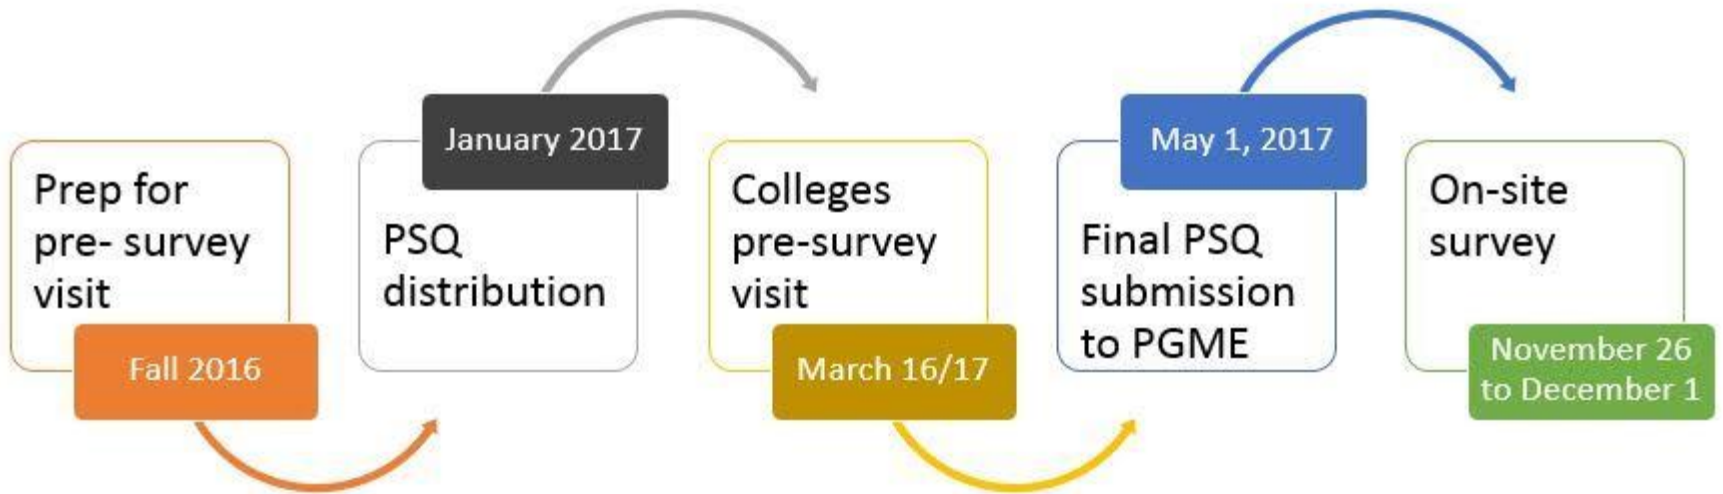 Prep for
pre- survey
visit
Fall 2016
January 2017
PSQ
distribution
Colleges
pre-survey
visit
March 16/17
May 1, 2017
Final PSQ
submission
to PGME
On-site
survey
November 26
to December 1